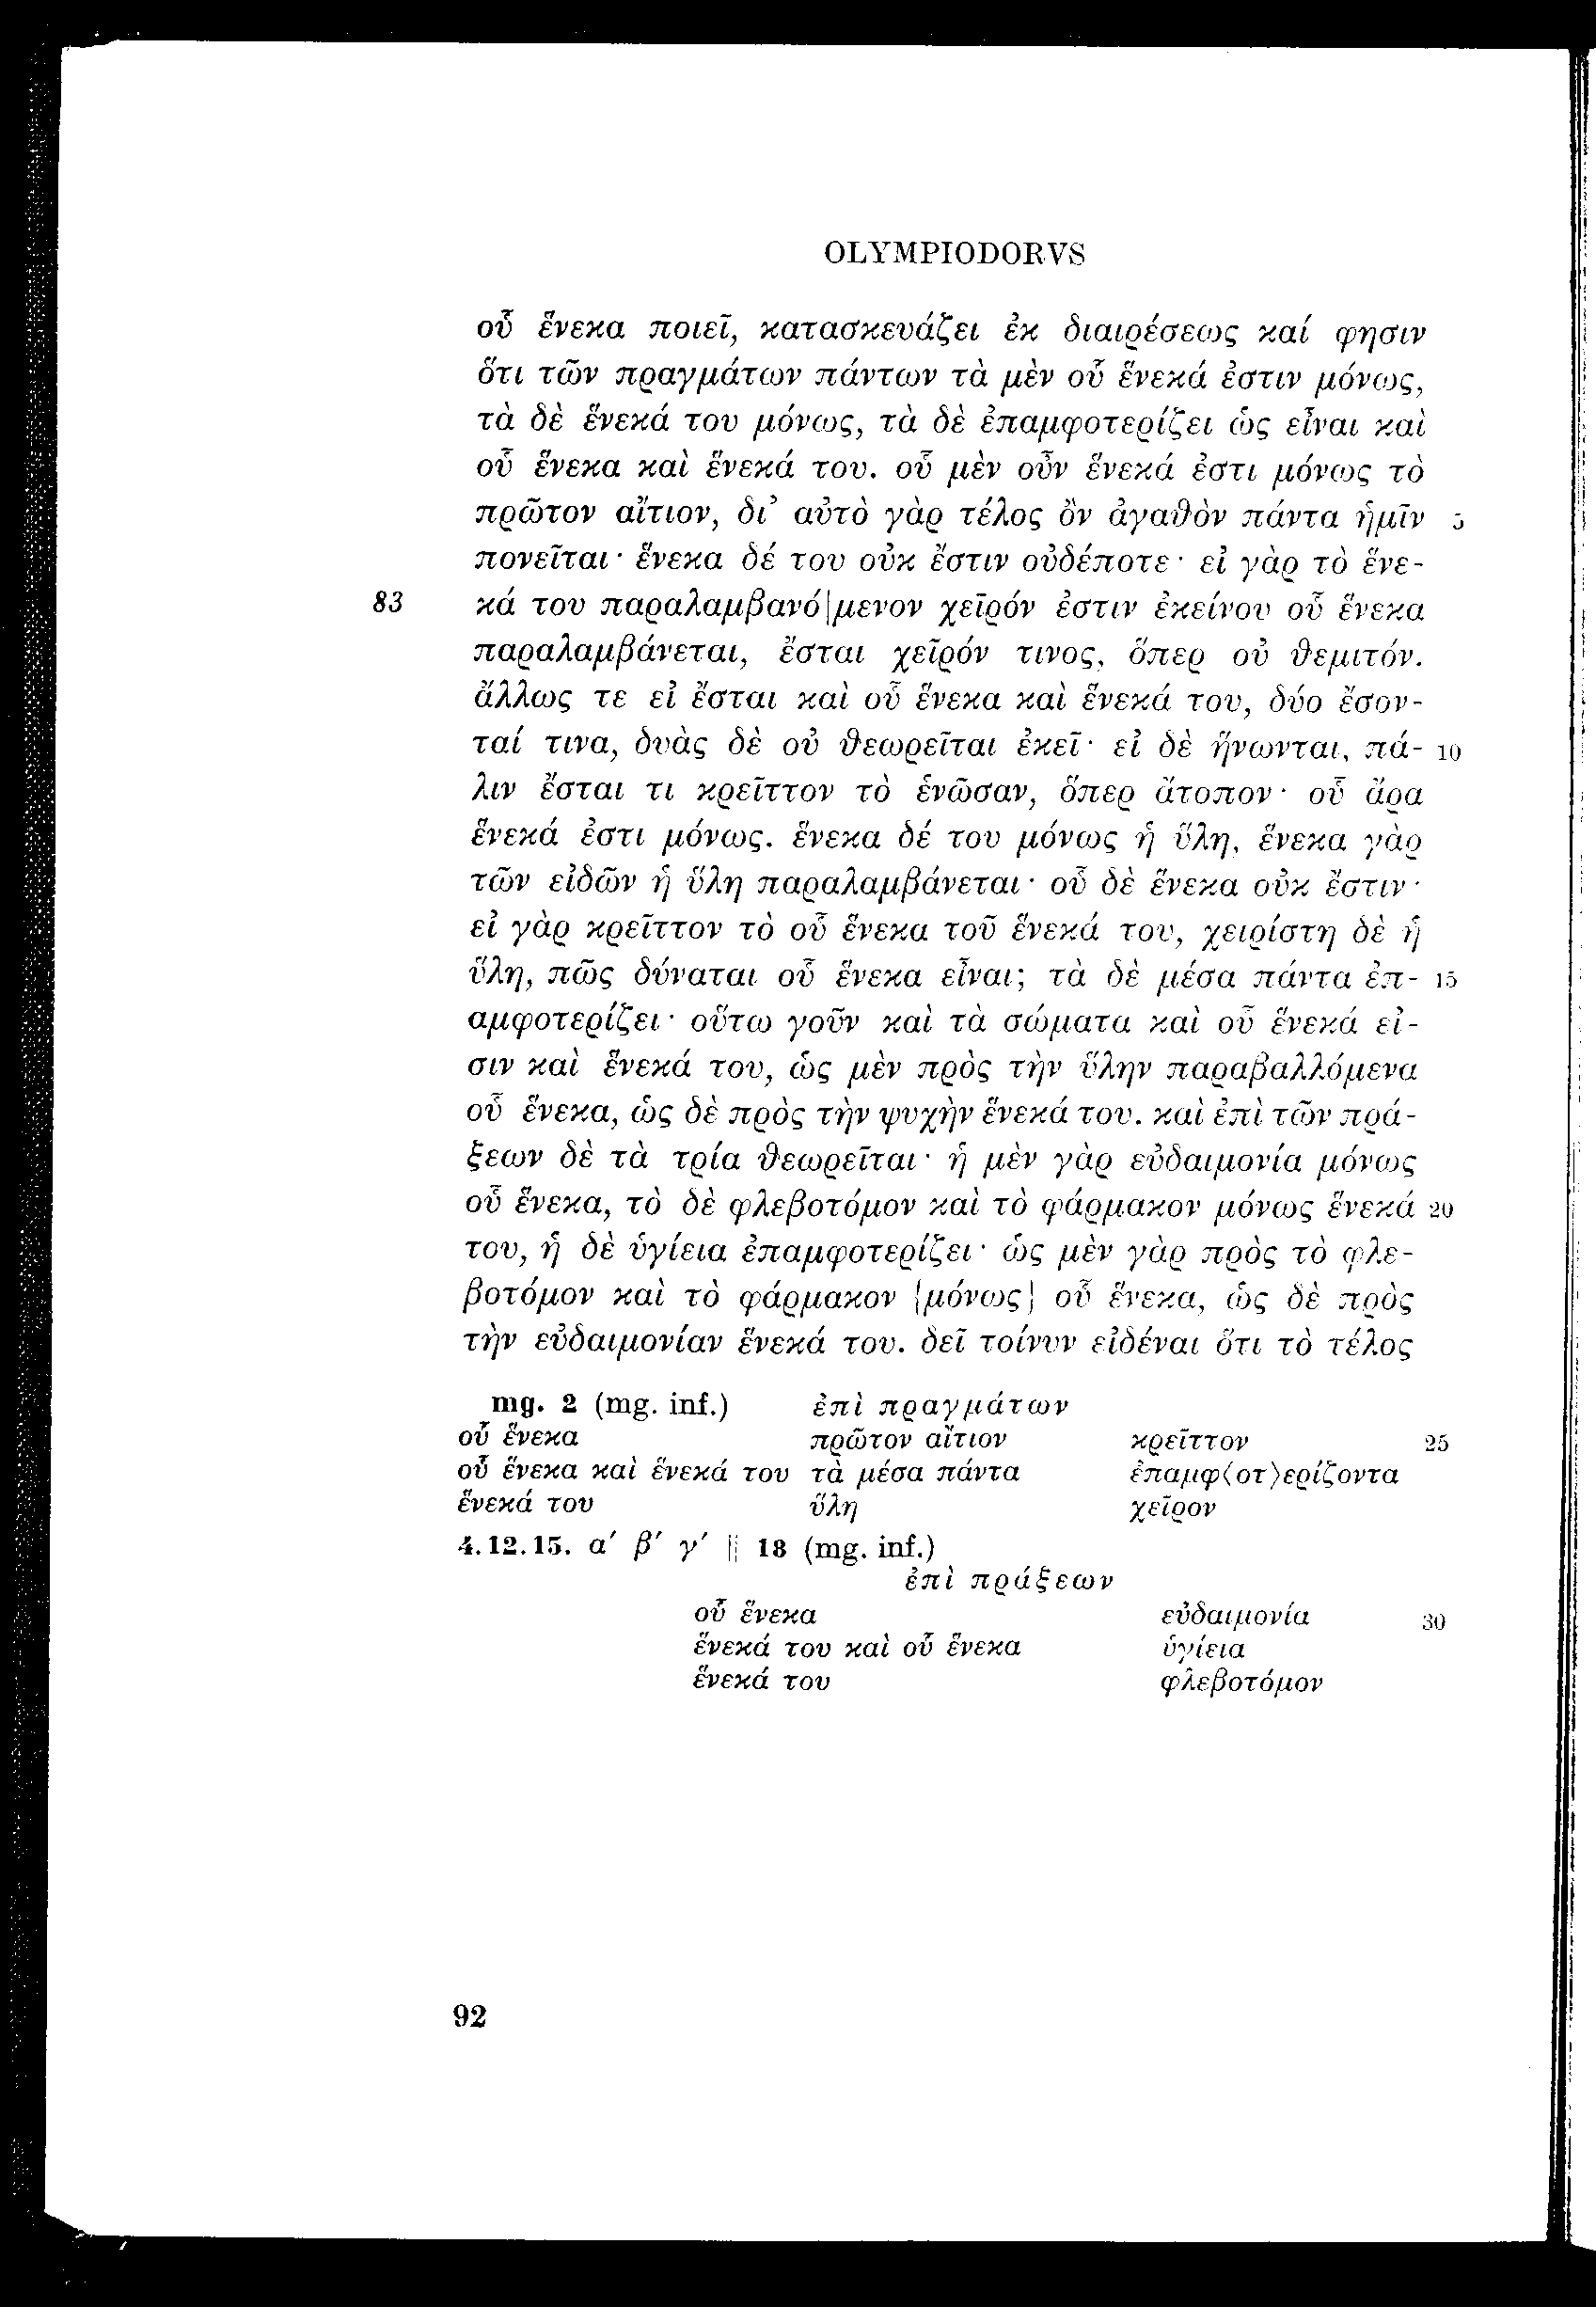 OLYMPIODORVS
οὗ ἕνεκα ποιεῖ, κατασκευάζει ἐκ διαιρέσεως καί φησιν
ὅτι τῶν πραγμάτων πάντων τὰ μὲν οὗ ἕνεκά ἐστιν μόνως,
τὰ δὲ ἕνεκά του μόνως, τὰ δὲ ἐπαμφοτερίζει ὡς εἶναι καὶ
οὗ ἕνεκα καὶ ἕνεκά του. οὗ μὲν οὖν ἕνεκά ἐστι μόνως τὸ
πρῶτον αἴτιον, δι’ αὐτὸ γὰρ τέλος ὂν ἀγαθὸν πάντα ἡμῖν 5
πονεῖται· ἕνεκα δέ του οὐκ ἔστιν οὐδέποτε· εἰ γὰρ τὸ ἕνε-
83 κά του παραλαμβανό|μενον χεῖρόν ἐστιν ἐκείνου οὗ ἕνεκα
παραλαμβάνεται, ἔσται χεῖρόν τινος, ὅπερ οὐ θεμιτόν.
ἄλλως τε εἰ ἔσται καὶ οὗ ἕνεκα καὶ ἕνεκά του, δύο ἔσον-
ταί τινα, δυὰς δὲ οὐ θεωρεῖται ἐκεῖ· εἰ δὲ ἥνωνται, πά- 10
λιν ἔσται τι κρεῖττον τὸ ἑνῶσαν, ὅπερ ἄτοπον· οὗ ἄρα
ἕνεκά ἐστι μόνως. ἕνεκα δέ του μόνως ἡ ὕλη, ἕνεκα γὰρ
τῶν εἰδῶν ἡ ὕλη παραλαμβάνεται· οὗ δὲ ἕνεκα οὐκ ἔστιν·
εἰ γὰρ κρεῖττον τὸ οὗ ἕνεκα τοῦ ἕνεκά του, χειρίστη δὲ ἡ
ὕλη, πῶς δύναται οὗ ἕνεκα εἶναι; τὰ δὲ μέσα πάντα ἐπ- 15
αμφοτερίζει· οὕτω γοῦν καὶ τὰ σώματα καὶ οὗ ἕνεκά εἰ-
σιν καὶ ἕνεκά του, ὡς μὲν πρὸς τὴν ὕλην παραβαλλόμενα
οὗ ἕνεκα, ὡς δὲ πρὸς τὴν ψυχὴν ἕνεκά του. καὶ ἐπὶ τῶν πρά-
ξεων δὲ τὰ τρία θεωρεῖται· ἡ μὲν γὰρ εὐδαιμονία μόνως
οὗ ἕνεκα, τὸ δὲ φλεβοτόμον καὶ τὸ φάρμακον μόνως ἕνεκά 20
του, ἡ δὲ ὑγίεια ἐπαμφοτερίζει· ὡς μὲν γὰρ πρὸς τὸ φλε-
βοτόμον καὶ τὸ φάρμακον [μόνως] οὗ ἕνεκα, ὡς δὲ πρὸς
τὴν εὐδαιμονίαν ἕνεκά του. δεῖ τοίνυν εἰδέναι ὅτι τὸ τέλος
mg. 2 (mg. inf.) ἐπὶ πραγμάτων
οὗ ἕνεκα πρῶτον αἴτιον κρεῖττον 25
οὗ ἕνεκα καὶ ἕνεκά του τὰ μέσα πάντα ἐπαμφ⟨οτ⟩ερίζοντα
ἕνεκά του ὕλη χεῖρον
4.12.15. α′ β′ γ′ || 18 (mg. inf.)
ἐπὶ πράξεων
οὗ ἕνεκα εὐδαιμονία 30
ἕνεκά του καὶ οὗ ἕνεκα ὑγίεια
ἕνεκά του φλεβοτόμον
92